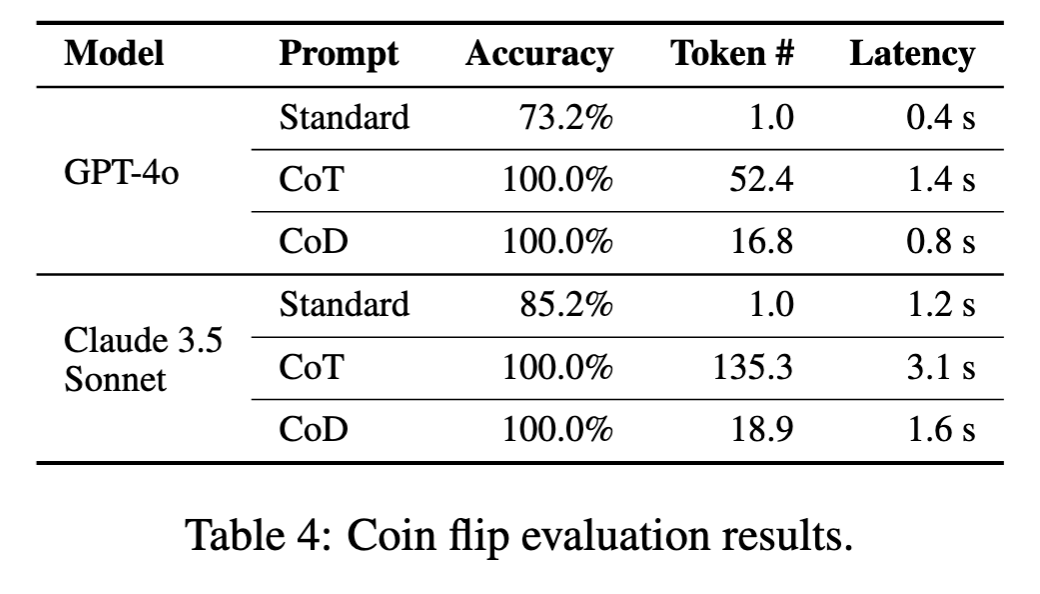 Model Prompt Accuracy Token # Latency
GPT-4o
Standard 73.2% 1.0 0.4 s
CoT 100.0% 52.4 1.4 s
CoD 100.0% 16.8 0.8 s
Claude 3.5
Sonnet
Standard 85.2% 1.0 1.2 s
CoT 100.0% 135.3 3.1 s
CoD 100.0% 18.9 1.6 s
Table 4: Coin flip evaluation results.